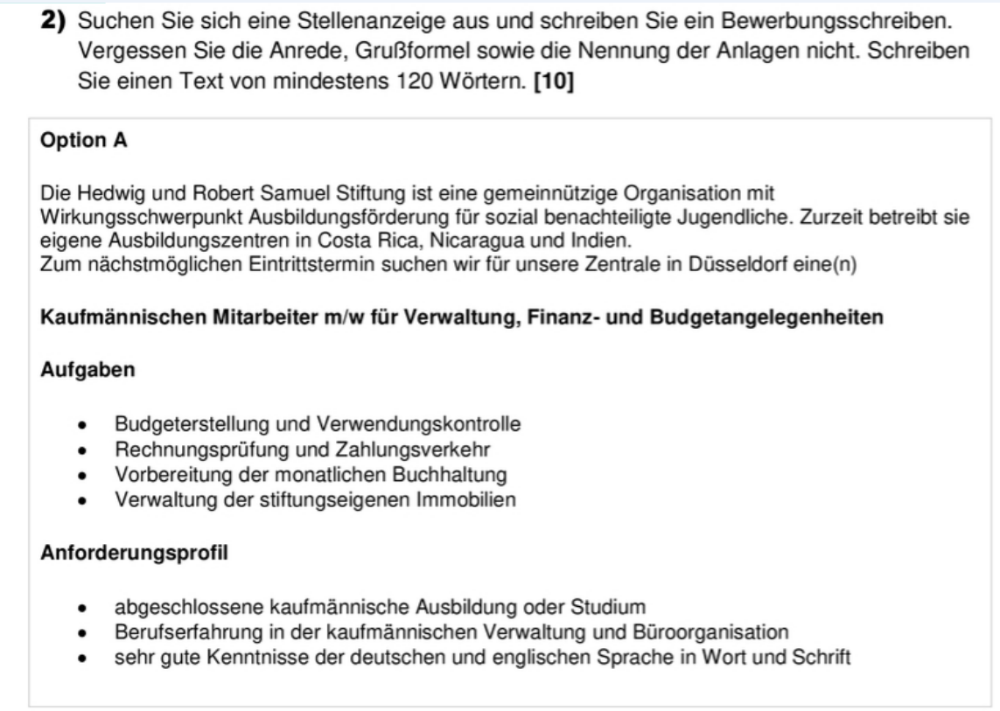 2) Suchen Sie sich eine Stellenanzeige aus und schreiben Sie ein Bewerbungsschreiben.
Vergessen Sie die Anrede, Grußformel sowie die Nennung der Anlagen nicht. Schreiben
Sie einen Text von mindestens 120 Wörtern. [10]
Option A
Die Hedwig und Robert Samuel Stiftung ist eine gemeinnützige Organisation mit
Wirkungsschwerpunkt Ausbildungsförderung für sozial benachteiligte Jugendliche. Zurzeit betreibt sie
eigene Ausbildungszentren in Costa Rica, Nicaragua und Indien.
Zum nächstmöglichen Eintrittstermin suchen wir für unsere Zentrale in Düsseldorf eine(n)
Kaufmännischen Mitarbeiter m/w für Verwaltung, Finanz- und Budgetangelegenheiten
Aufgaben
• Budgeterstellung und Verwendungskontrolle
• Rechnungsprüfung und Zahlungsverkehr
• Vorbereitung der monatlichen Buchhaltung
• Verwaltung der stiftungseigenen Immobilien
Anforderungsprofil
• abgeschlossene kaufmännische Ausbildung oder Studium
• Berufserfahrung in der kaufmännischen Verwaltung und Büroorganisation
• sehr gute Kenntnisse der deutschen und englischen Sprache in Wort und Schrift